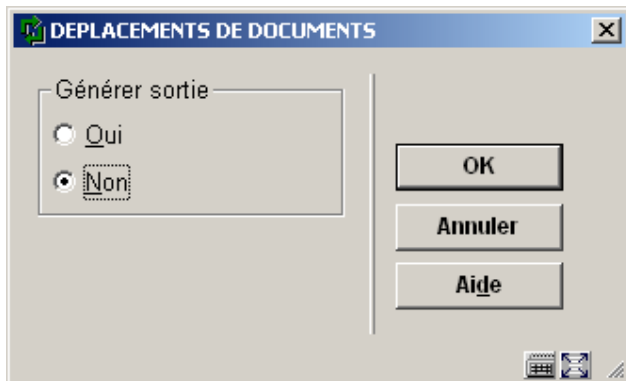 DEPLACEMENTS DE DOCUMENTS
Générer sortie
Oui
Non
OK
Annuler
Aide